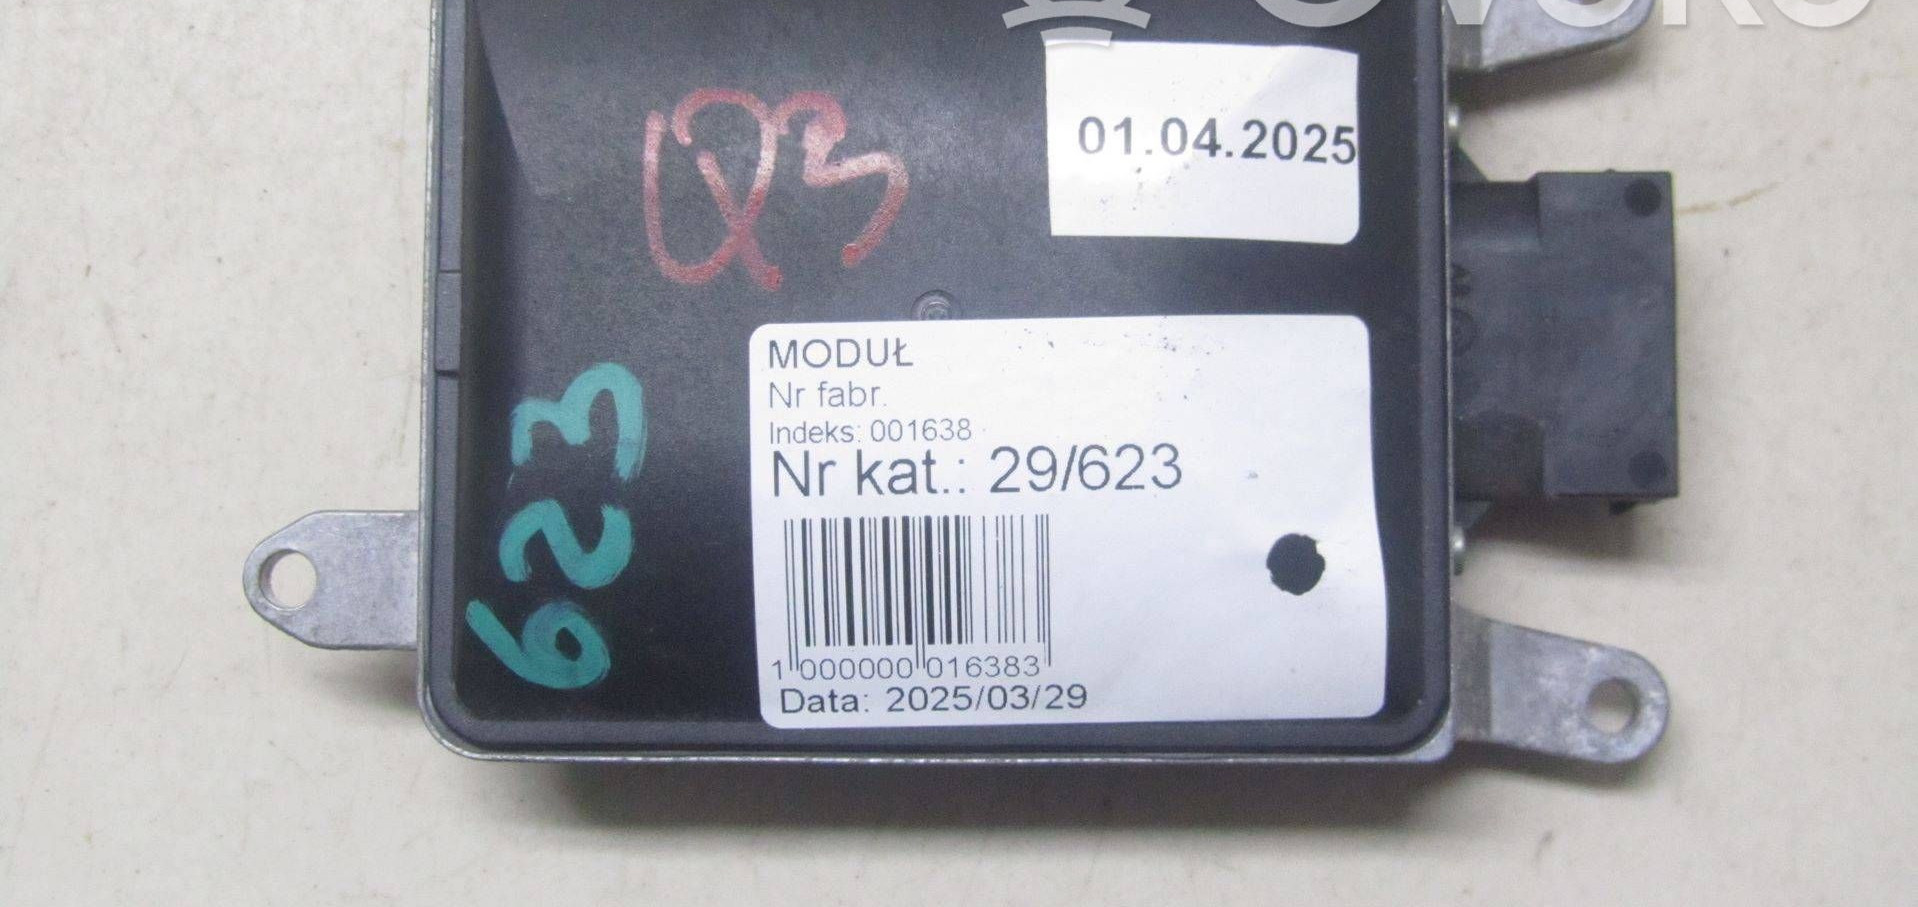 OVOKO
Q3
01.04.2025
623
MODUŁ
Nr fabr.
Indeks: 001638
Nr kat.: 29/623
1 000000 016383
Data: 2025/03/29